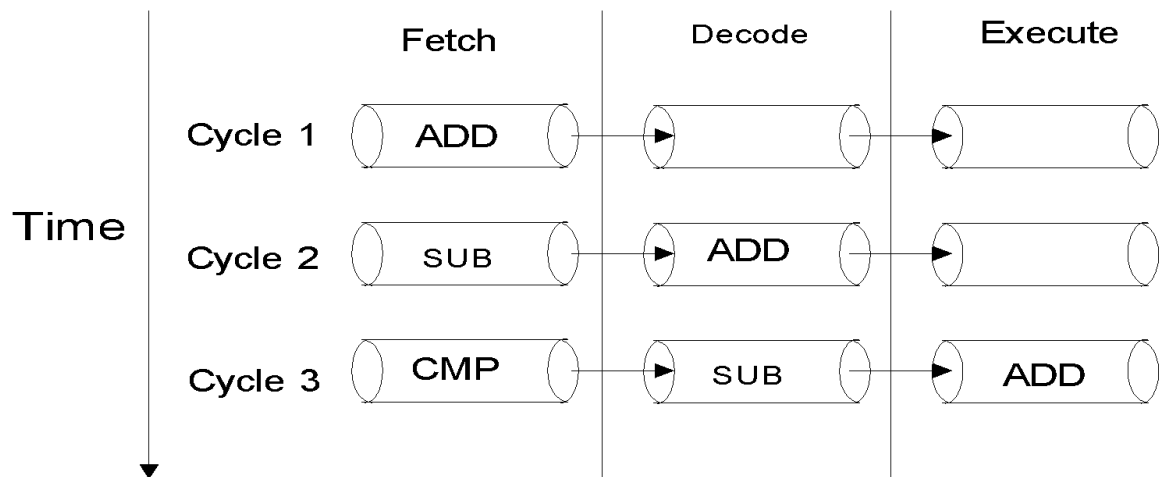 Fetch Decode Execute
Cycle 1 ADD
Time
Cycle 2 SUB ADD
Cycle 3 CMP SUB ADD